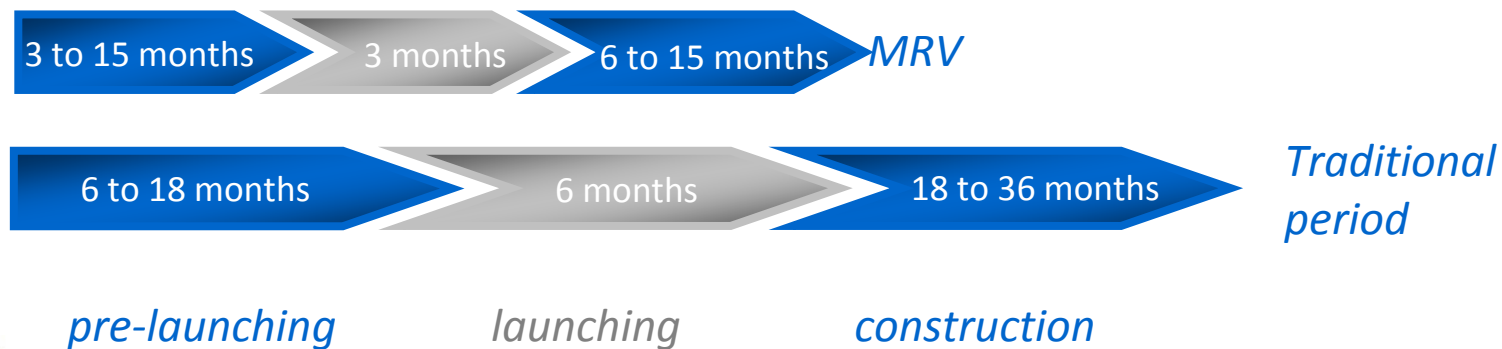 3 to 15 months
3 months
6 to 15 months
MRV
6 to 18 months
6 months
18 to 36 months
Traditional
period
pre-launching
launching
construction